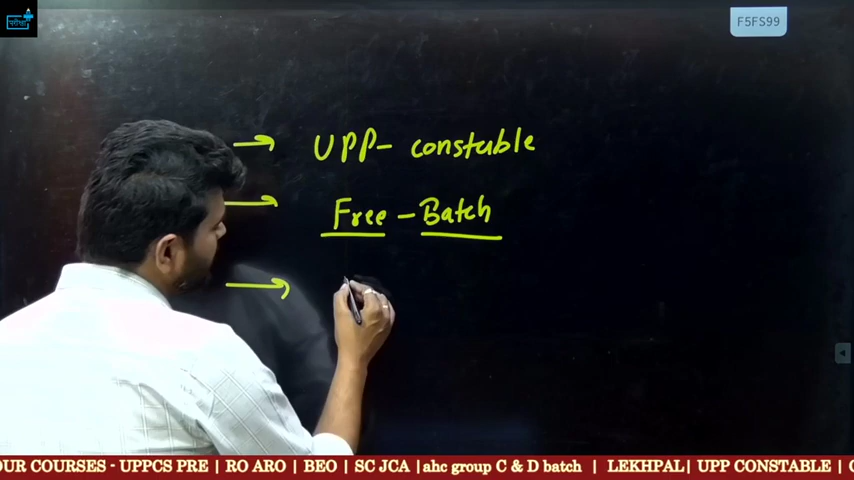 परीक्षा
F5FS99
→ UPP- constable
→ Free - Batch
→
OUR COURSES - UPPCS PRE | RO ARO | BEO | SC JCA |ahc group C & D batch | LEKHPAL| UPP CONSTABLE |